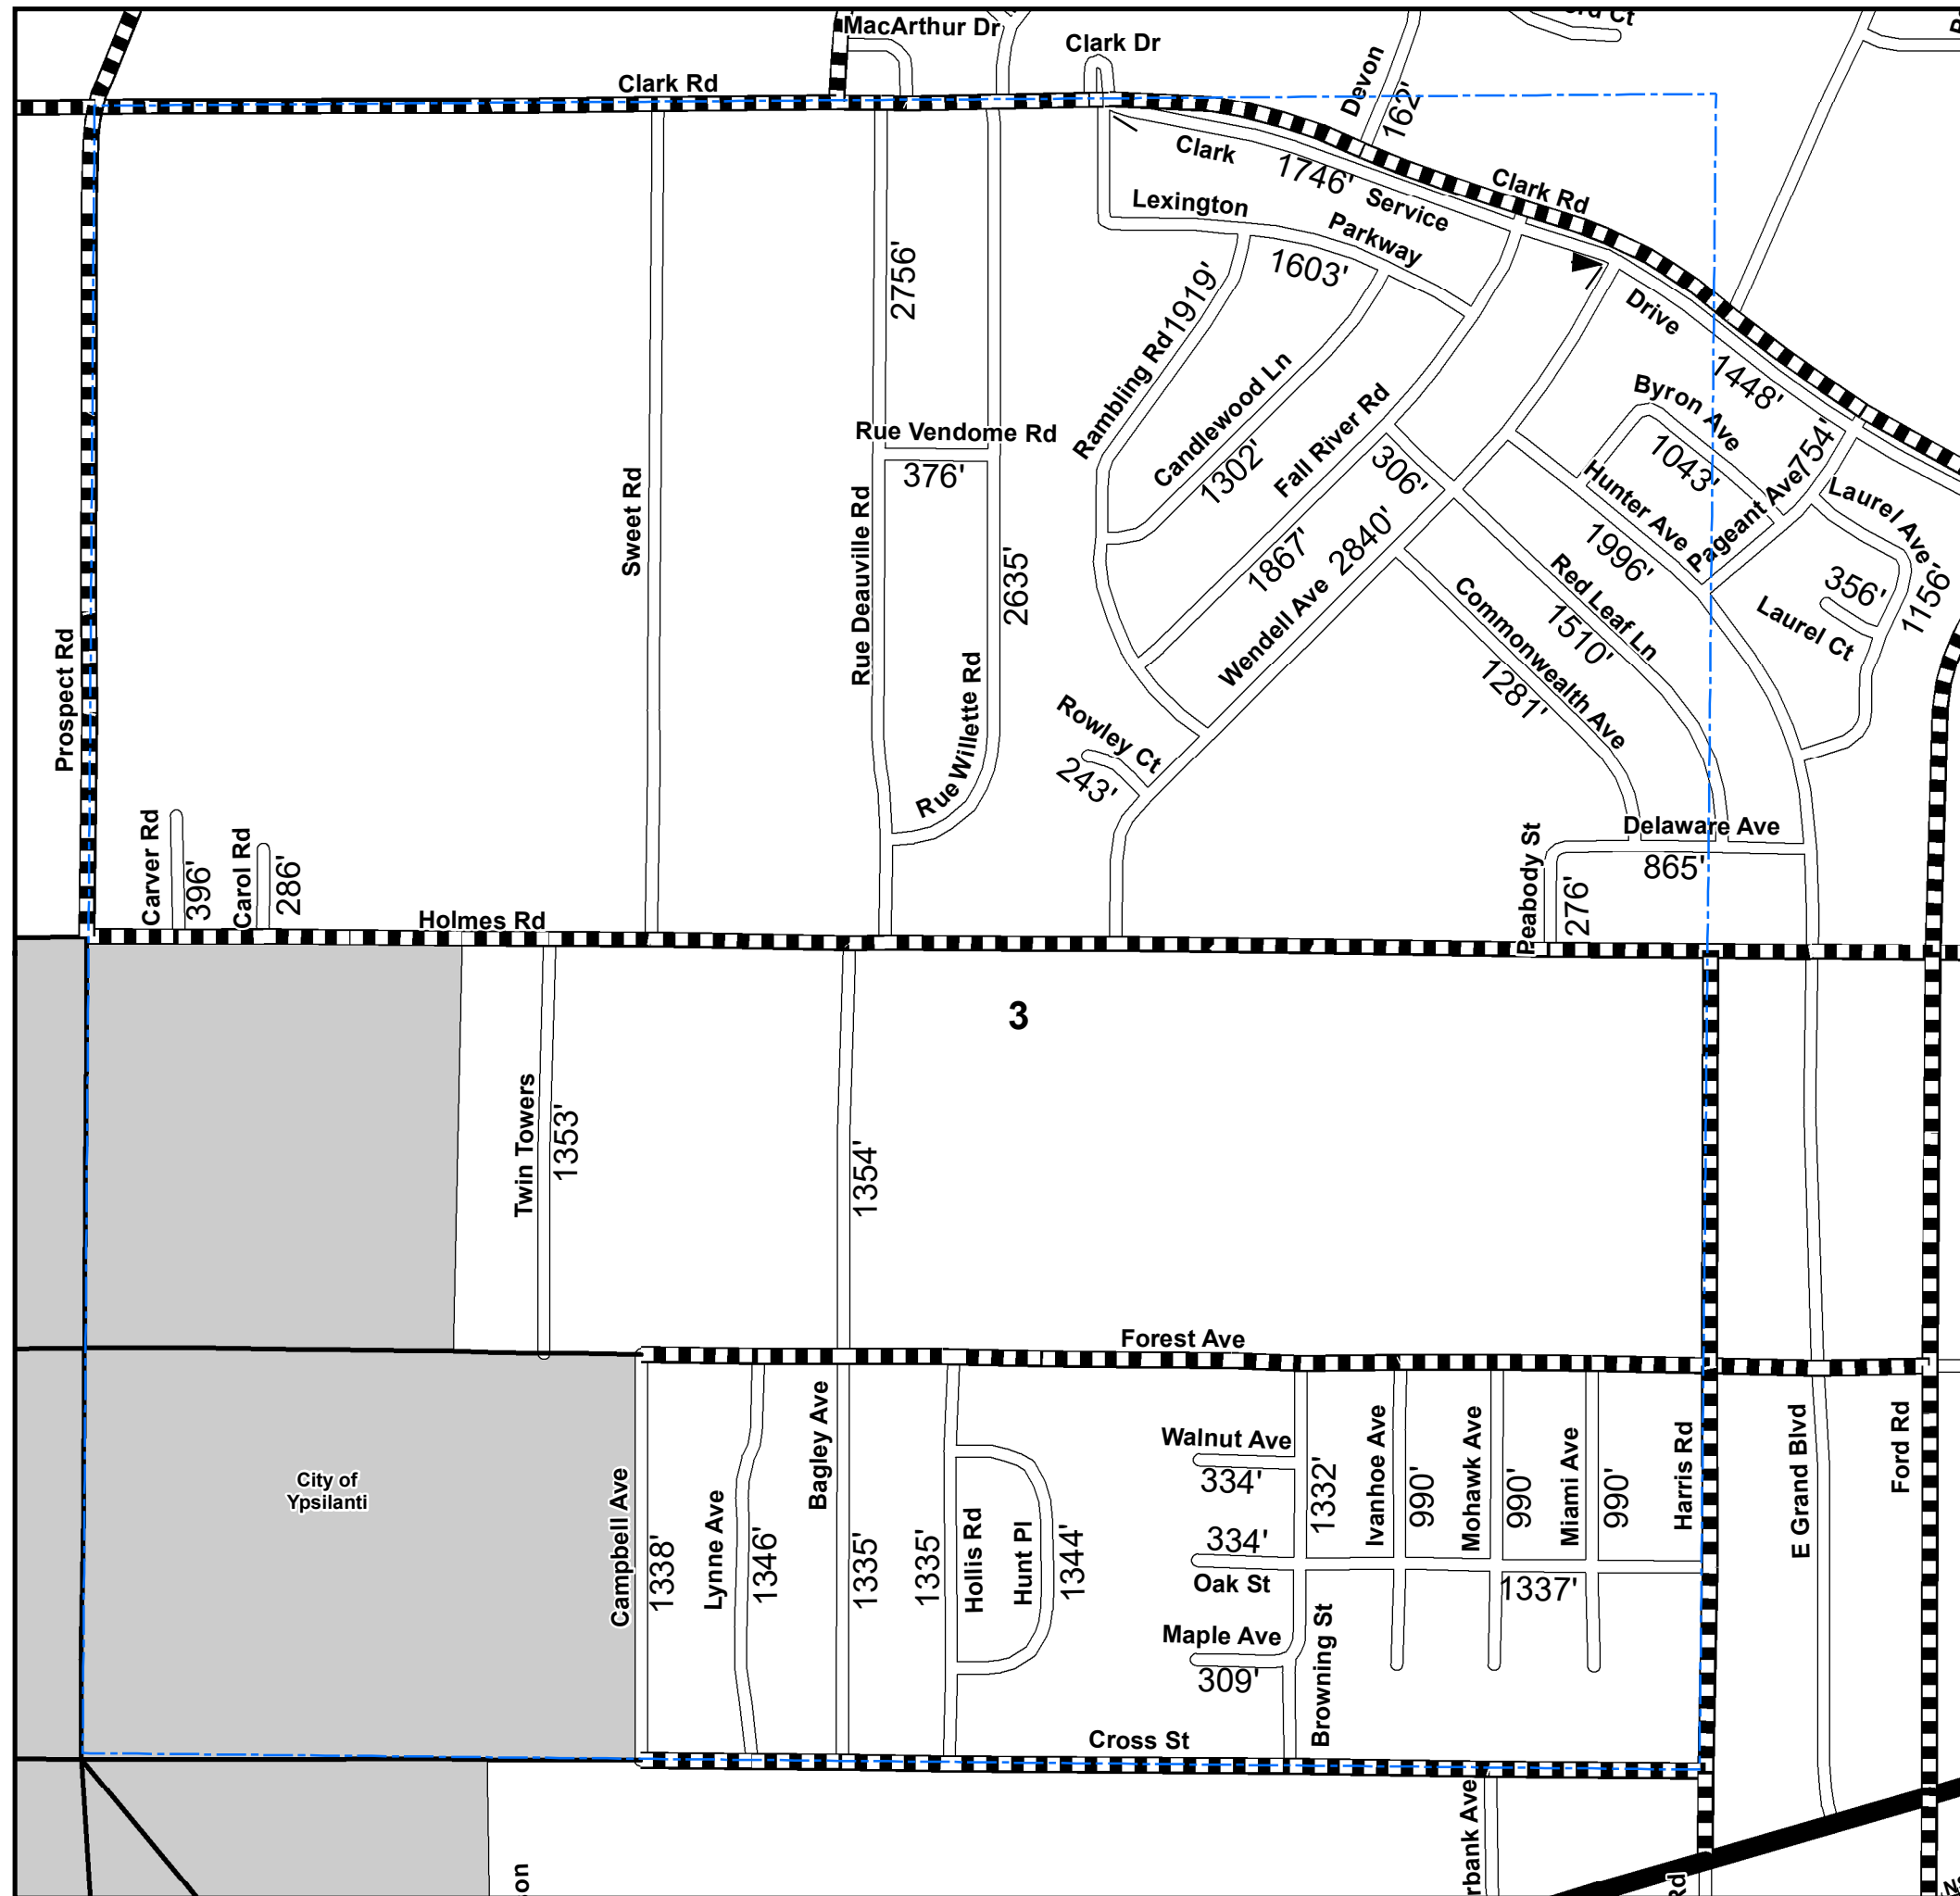 MacArthur Dr
Clark Dr
Clark Rd
Devon
162'
Clark
1746'
Service
Clark Rd
Lexington
Parkway
1603'
Drive
1448'
2756'
Rambling Rd
1919'
Candlewood Ln
1302'
Fall River Rd
1867'
306'
Byron Ave
1043'
Pageant Ave
754'
Hunter Ave
1996'
Laurel Ave
1156'
356'
Laurel Ct
Rue Vendome Rd
376'
Sweet Rd
Rue Deauville Rd
2635'
Rue Willette Rd
Wendell Ave
2840'
Red Leaf Ln
1510'
Commonwealth Ave
1281'
Prospect Rd
Rowley Ct
243'
Carver Rd
396'
Carol Rd
286'
Peabody St
276'
Delaware Ave
865'
Holmes Rd
3
Twin Towers
1353'
1354'
Forest Ave
City of
Ypsilanti
Campbell Ave
1338'
Lynne Ave
1346'
Bagley Ave
1335'
1335'
Hollis Rd
Hunt Pl
1344'
Walnut Ave
334'
334'
Oak St
Maple Ave
309'
1332'
Browning St
Ivanhoe Ave
990'
Mohawk Ave
990'
Miami Ave
990'
1337'
Harris Rd
E Grand Blvd
Ford Rd
Cross St
rbank Ave
Rd
on